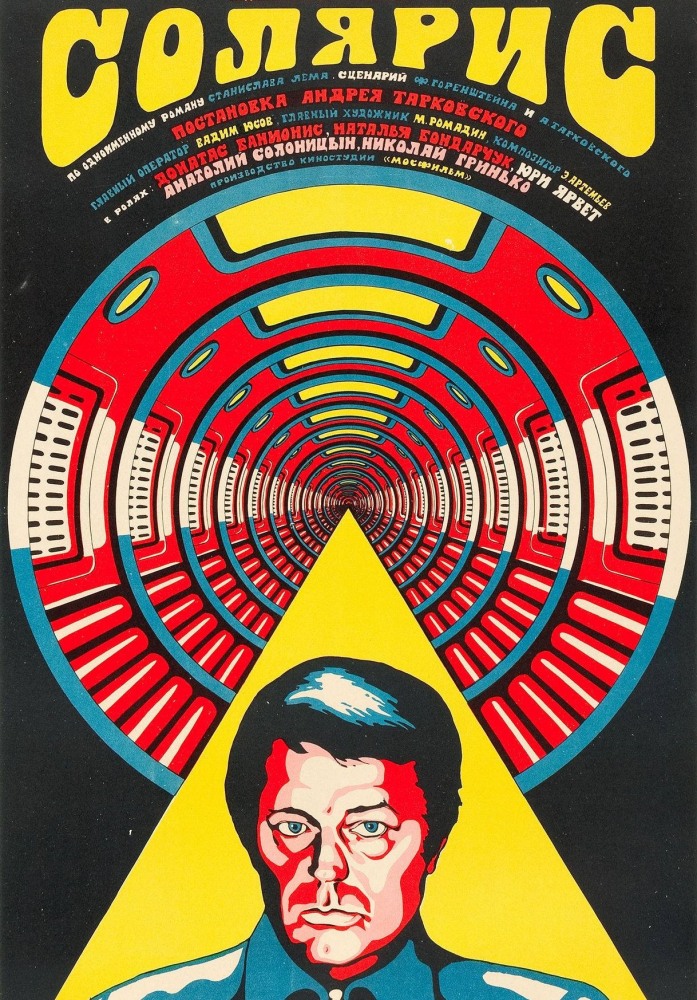 СОЛЯРИС
ПО ОДНОИМЕННОМУ РОМАНУ СТАНИСЛАВА ЛЕМА. СЦЕНАРИЙ Ф. ГОРЕНШТЕЙНА И А. ТАРКОВСКОГО
ПОСТАНОВКА АНДРЕЯ ТАРКОВСКОГО
ГЛАВНЫЙ ОПЕРАТОР ВАДИМ ЮСОВ, ГЛАВНЫЙ ХУДОЖНИК М. РОМАДИН, КОМПОЗИТОР Э. АРТЕМЬЕВ
В РОЛЯХ: ДОНАТАС БАНИОНИС, НАТАЛЬЯ БОНДАРЧУК, ЮРИ ЯРВЕТ
АНАТОЛИЙ СОЛОНИЦЫН, НИКОЛАЙ ГРИНЬКО
ПРОИЗВОДСТВО КИНОСТУДИИ «МОСФИЛЬМ»